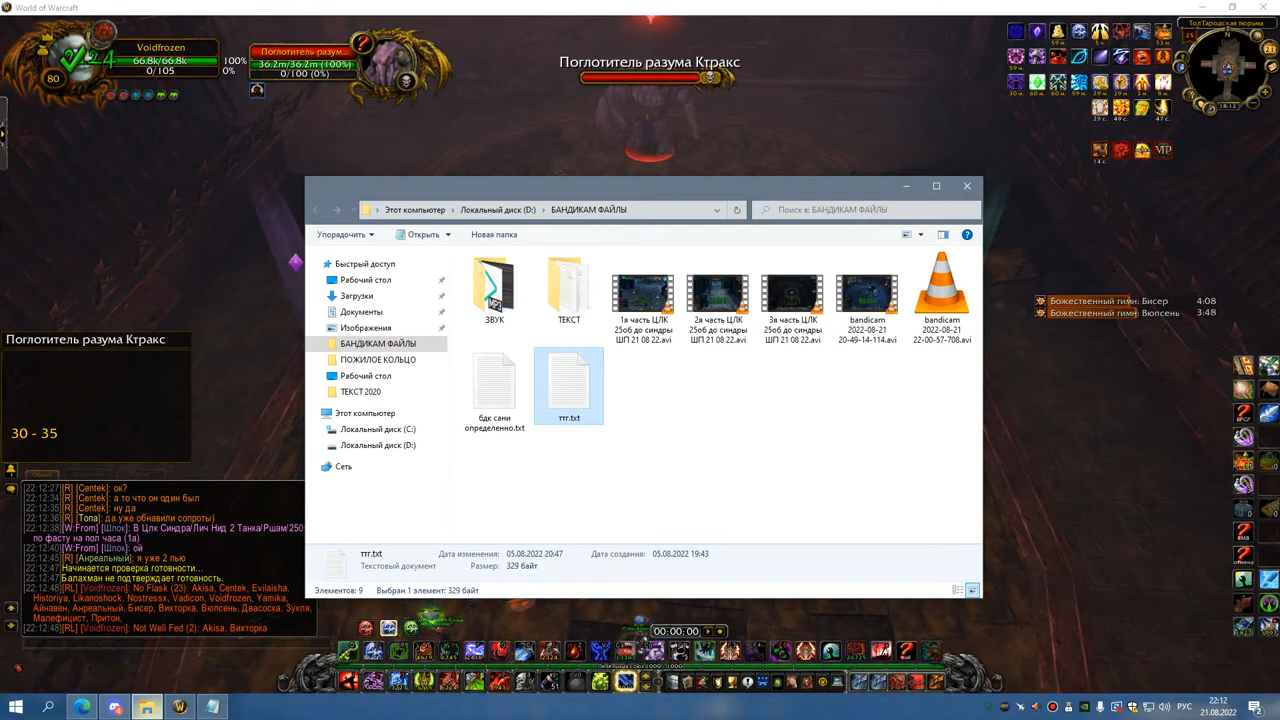 World of Warcraft
Voidfrozen
66.8k/66.8k
100%
0/105
0%
80
Поглотитель разум...
36.2m/36.2m (100%)
0/100 (0%)
Поглотитель разума Ктракс
ТолГародская тюрьма
18:12
VIP
Этот компьютер
Локальный диск (D:)
БАНДИКАМ ФАЙЛЫ
Поиск в: БАНДИКАМ ФАЙЛЫ
Упорядочить
Открыть
Новая папка
Быстрый доступ
Рабочий стол
Загрузки
Документы
Изображения
БАНДИКАМ ФАЙЛЫ
ПОЖИЛОЕ КОЛЬЦО
Рабочий стол
ТЕКСТ 2020
Этот компьютер
Локальный диск (C:)
Локальный диск (D:)
Сеть
ЗВУК
ТЕКСТ
1я часть ЦЛК
25об до синдры
ШП 21 08 22.avi
2я часть ЦЛК
25об до синдры
ШП 21 08 22.avi
3я часть ЦЛК
25об до синдры
ШП 21 08 22.avi
bandicam
2022-08-21
20-49-14-114.avi
bandicam
2022-08-21
22-00-57-708.avi
бдк сани
определенно.txt
ттг.txt
ттг.txt
Текстовый документ
Дата изменения: 05.08.2022 20:47
Размер: 329 байт
Дата создания: 05.08.2022 19:43
Элементов: 9 Выбран 1 элемент: 329 байт
Божественный гимн: Бисер 4:08
Божественный гимн: Вюпсень 3:48
Поглотитель разума Ктракс
30 - 35
[22:12:27][R] [Centek]: ок?
[22:12:34][R] [Centek]: а то что он один был
[22:12:35][R] [Centek]: ну да
[22:12:36][R] [Топа]: да уже обнавили сопроты)
[22:12:38][W:From] [Шпок]: В Цлк Синдра/Лич Нид 2 Танка/Ршам/250
по фасту на пол часа (1а)
[22:12:40][W:From] [Шпок]: ой
[22:12:45][R] [Анреальный]: я уже 2 пью
[22:12:47]Начинается проверка готовности...
[22:12:47]Балахман не подтверждает готовность.
[22:12:48][RL] [Voidfrozen]: No Flask (23): Akisa, Centek, Evilaisha,
Historiya, Likanoshock, Nostressx, Vadicon, Voidfrozen, Yamika,
Айнавен, Анреальный, Бисер, Вихторка, Вюпсень, Двасоска, Зукля,
Малефицист, Притон,
[22:12:48][RL] [Voidfrozen]: Not Well Fed (2): Akisa, Вихторка
00:00:00
РУС
22:12
21.08.2022